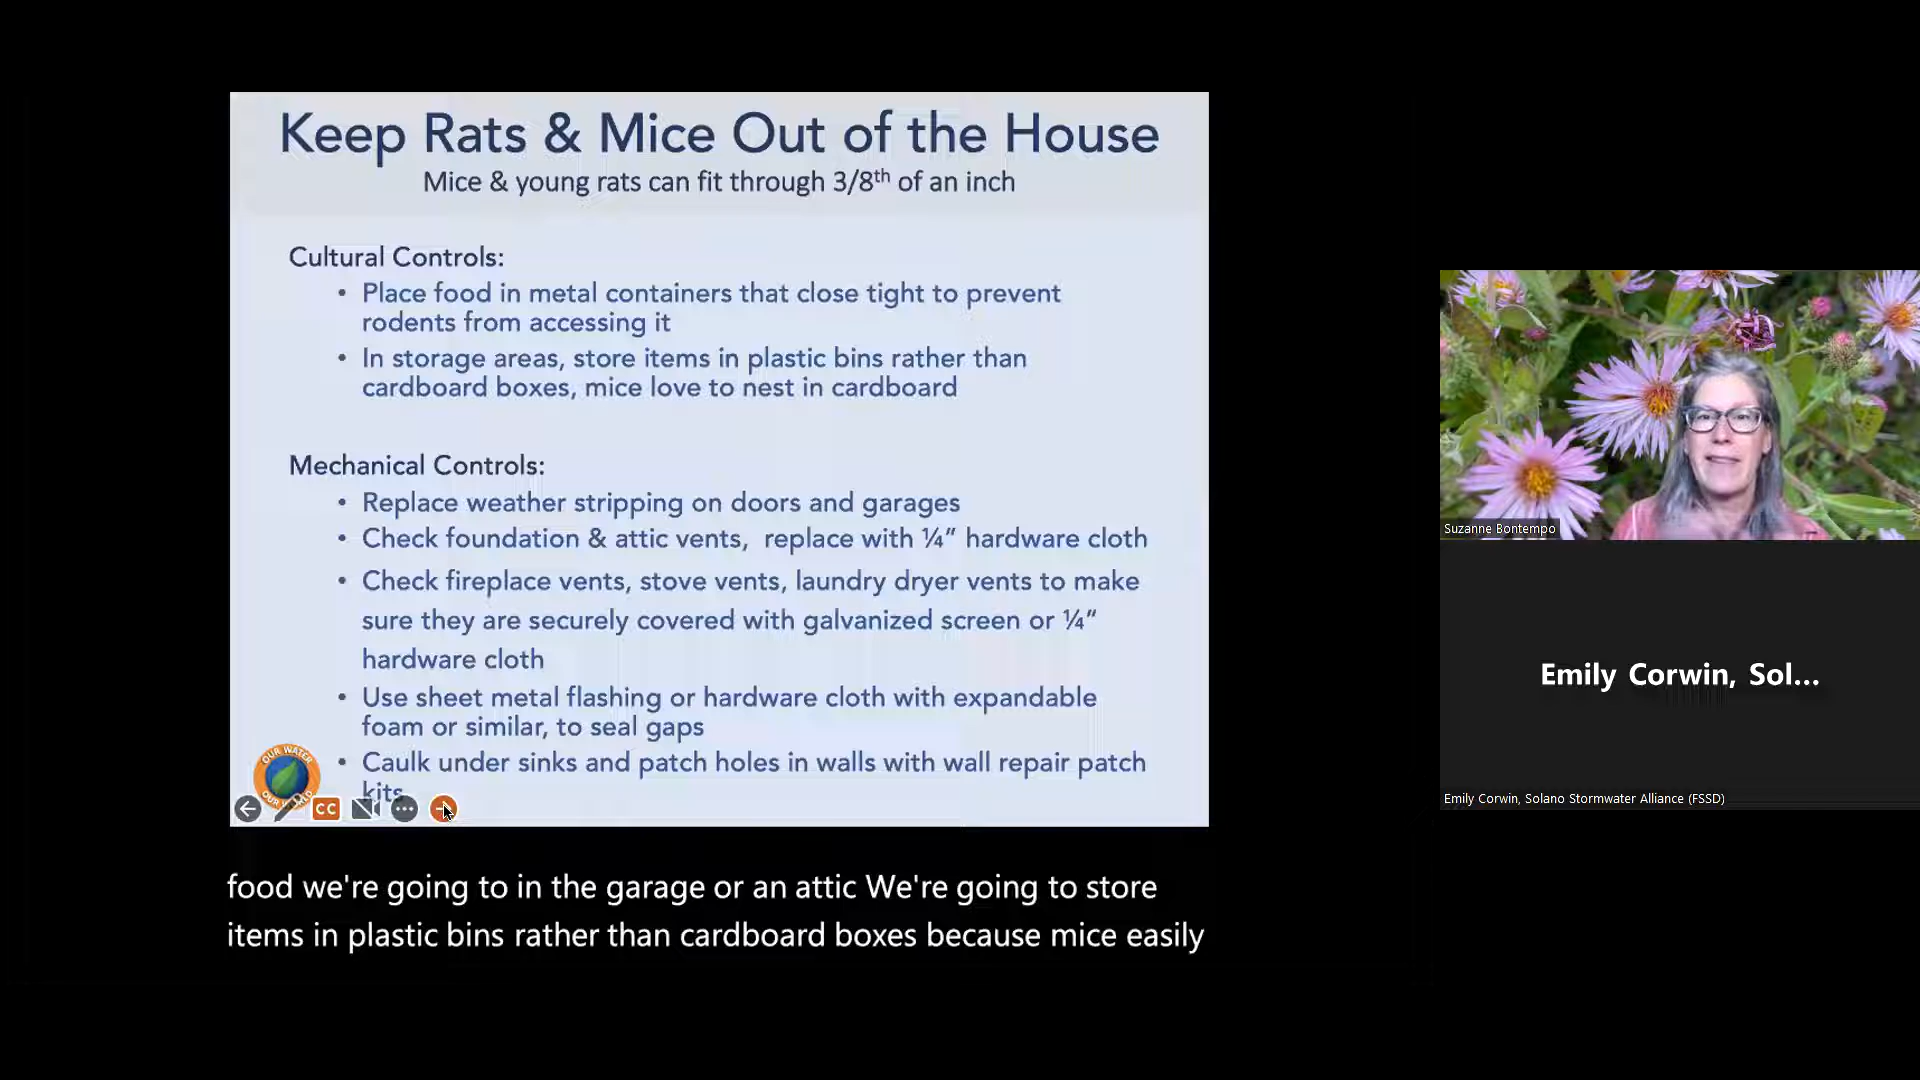 Keep Rats & Mice Out of the House
Mice & young rats can fit through 3/8th of an inch
Cultural Controls:
• Place food in metal containers that close tight to prevent
rodents from accessing it
• In storage areas, store items in plastic bins rather than
cardboard boxes, mice love to nest in cardboard
Mechanical Controls:
• Replace weather stripping on doors and garages
• Check foundation & attic vents, replace with ¼” hardware cloth
• Check fireplace vents, stove vents, laundry dryer vents to make
sure they are securely covered with galvanized screen or ¼”
hardware cloth
• Use sheet metal flashing or hardware cloth with expandable
foam or similar, to seal gaps
• Caulk under sinks and patch holes in walls with wall repair patch
kits
OUR WATER
OUR
CC
food we're going to in the garage or an attic We're going to store
items in plastic bins rather than cardboard boxes because mice easily
Suzanne Bontempo
Emily Corwin, Sol...
Emily Corwin, Solano Stormwater Alliance (FSSD)